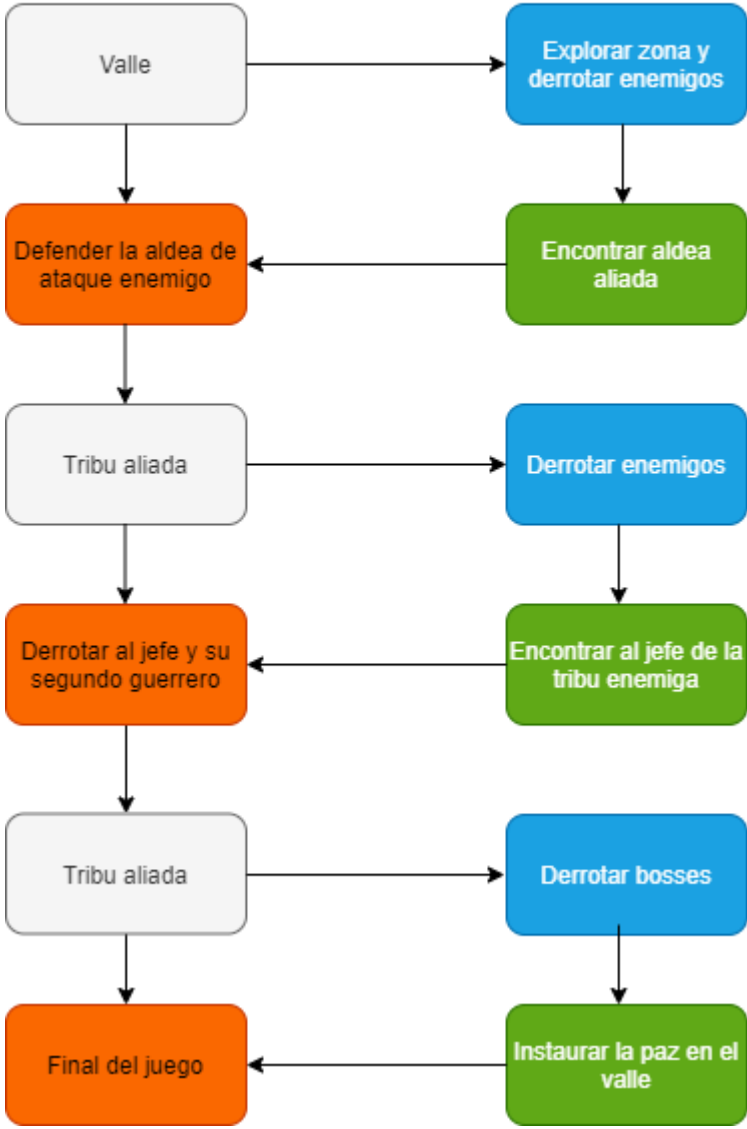 Valle
Explorar zona y
derrotar enemigos
Defender la aldea de
ataque enemigo
Encontrar aldea
aliada
Tribu aliada
Derrotar enemigos
Derrotar al jefe y su
segundo guerrero
Encontrar al jefe de la
tribu enemiga
Tribu aliada
Derrotar bosses
Final del juego
Instaurar la paz en el
valle